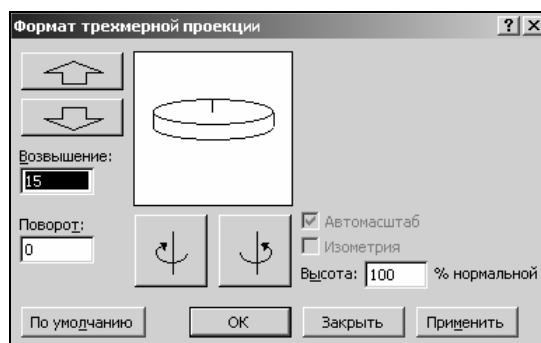 Формат трехмерной проекции
Возвышение:
15
Поворот:
0
Автомасштаб
Изометрия
Высота: 100 % нормальной
По умолчанию ОК Закрыть Применить